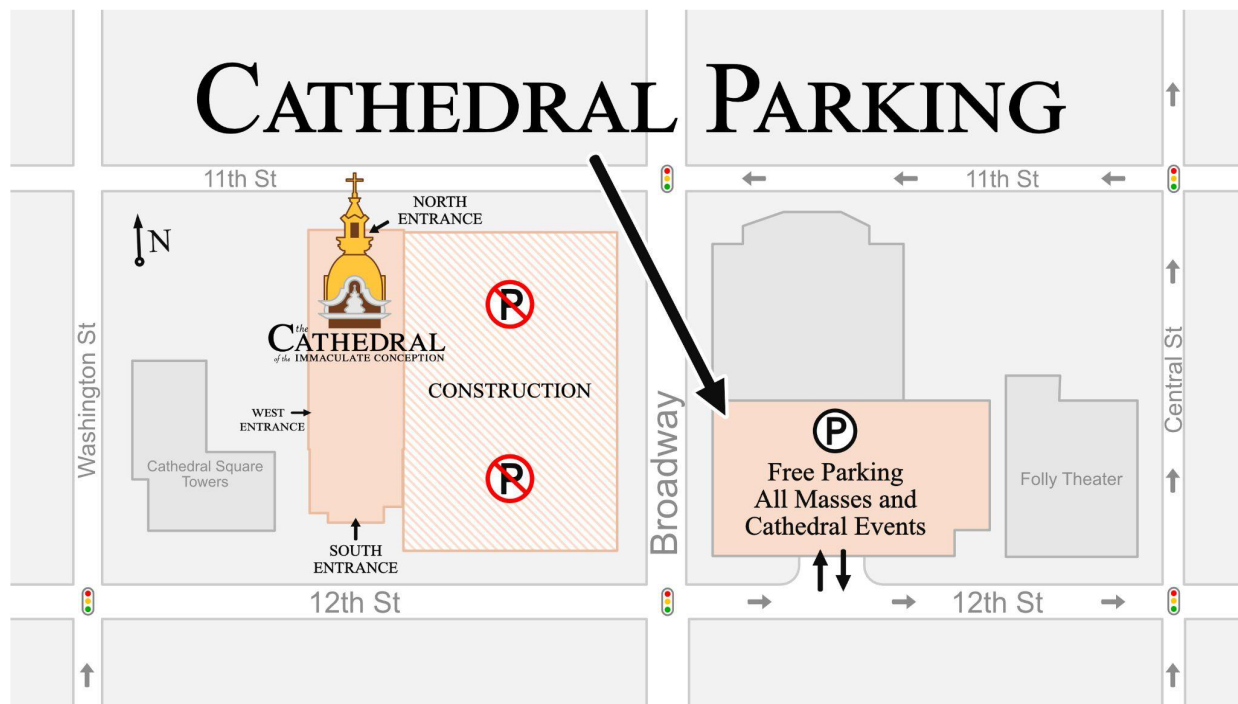 CATHEDRAL PARKING
11th St
11th St
NORTH
ENTRANCE
N
the
CATHEDRAL
of the IMMACULATE CONCEPTION
P
CONSTRUCTION
P
WEST
ENTRANCE
SOUTH
ENTRANCE
Cathedral Square
Towers
Washington St
Broadway
Central St
P
Free Parking
All Masses and
Cathedral Events
Folly Theater
12th St
12th St